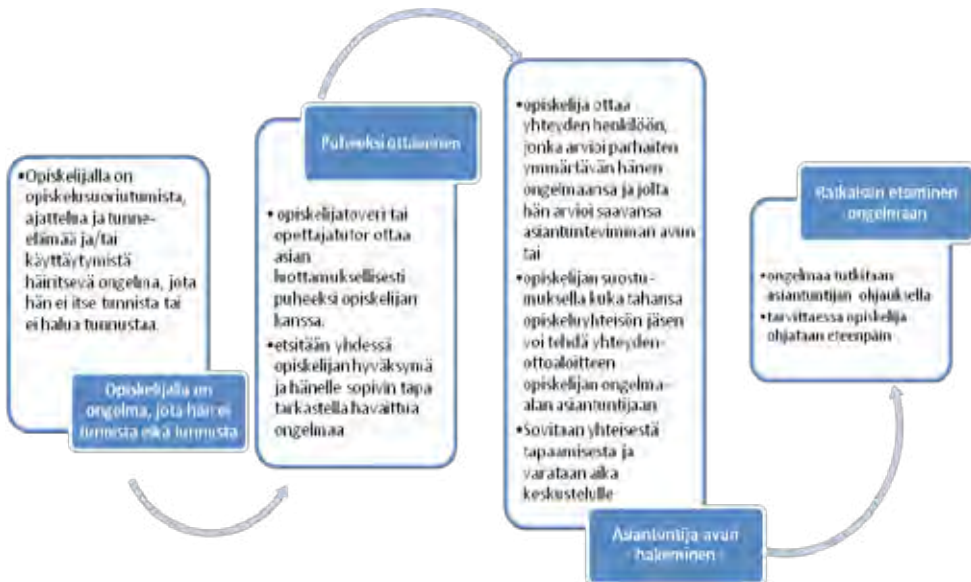 •Opiskelijalla on
opiskelusuoriutumista,
ajattelua ja tunne-
elämää ja/tai
käyttäytymistä
häiritsevä ongelma, jota
hän ei itse tunnista tai
ei halua tunnustaa.
Opiskelijalla on
ongelma, jota hän ei
tunnista eikä tunnusta
Puheeksi ottaminen
• opiskelijatoveri tai
opettajatutor ottaa
asian
luottamuksellisesti
puheeksi opiskelijan
kanssa.
•etsitään yhdessä
opiskelijan hyväksymä
ja hänelle sopivin tapa
tarkastella havaittua
ongelmaa
•opiskelija ottaa
yhteyden henkilöön,
jonka arvioi parhaiten
ymmärtävän hänen
ongelmaansa ja jolta
hän arvioi saavansa
asiantuntevimman avun
tai
•opiskelijan suostu-
muksella kuka tahansa
opiskeluyhteisön jäsen
voi tehdä yhteyden-
ottoaloitteen
opiskelijan ongelma-
alan asiantuntijaan
•Sovitaan yhteisestä
tapaamisesta ja
varataan aika
keskustelulle
Asiantuntija avun
hakeminen
Ratkaisun etsiminen
ongelmaan
•ongelmaa tutkitaan
asiantuntijan ohjauksella
•tarvittaessa opiskelija
ohjataan eteenpäin